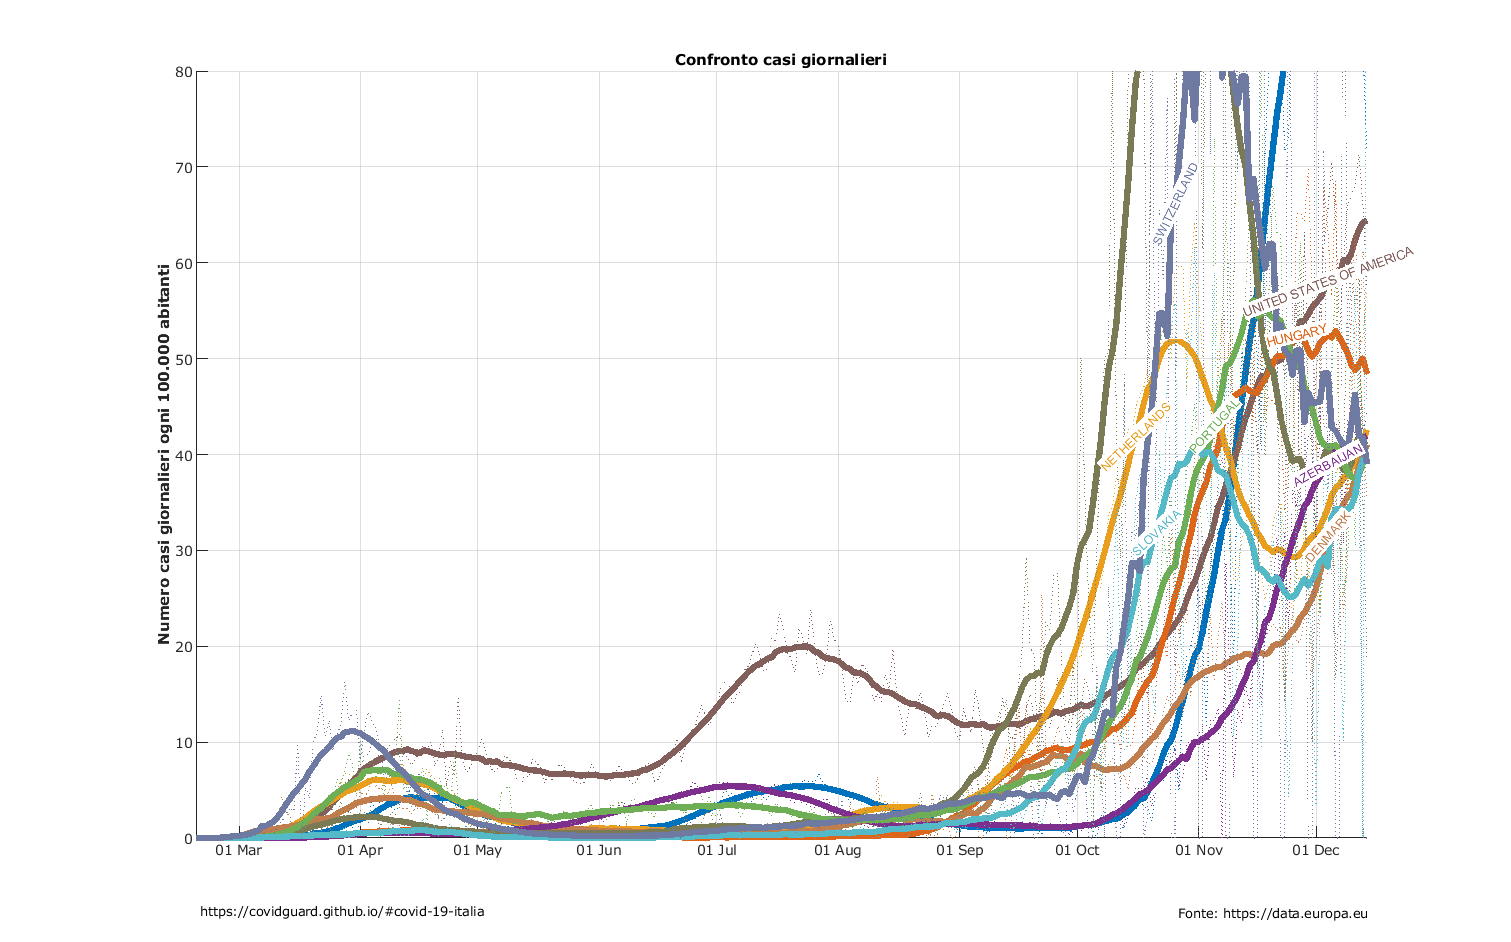 Confronto casi giornalieri
Numero casi giornalieri ogni 100.000 abitanti
80
70
60
50
40
30
20
10
0
SWITZERLAND
UNITED STATES OF AMERICA
HUNGARY
NETHERLANDS
PORTUGAL
AZERBAIJAN
SLOVAKIA
DENMARK
01 Mar
01 Apr
01 May
01 Jun
01 Jul
01 Aug
01 Sep
01 Oct
01 Nov
01 Dec
https://covidguard.github.io/#covid-19-italia
Fonte: https://data.europa.eu